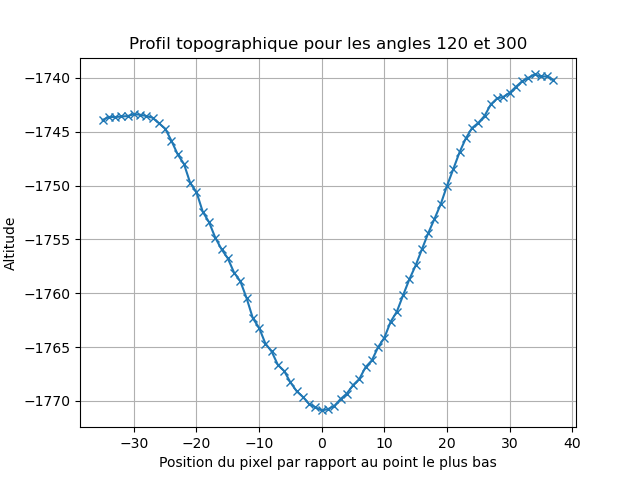 Profil topographique pour les angles 120 et 300
Altitude
−1740
−1745
−1750
−1755
−1760
−1765
−1770
−30 −20 −10 0 10 20 30 40
Position du pixel par rapport au point le plus bas